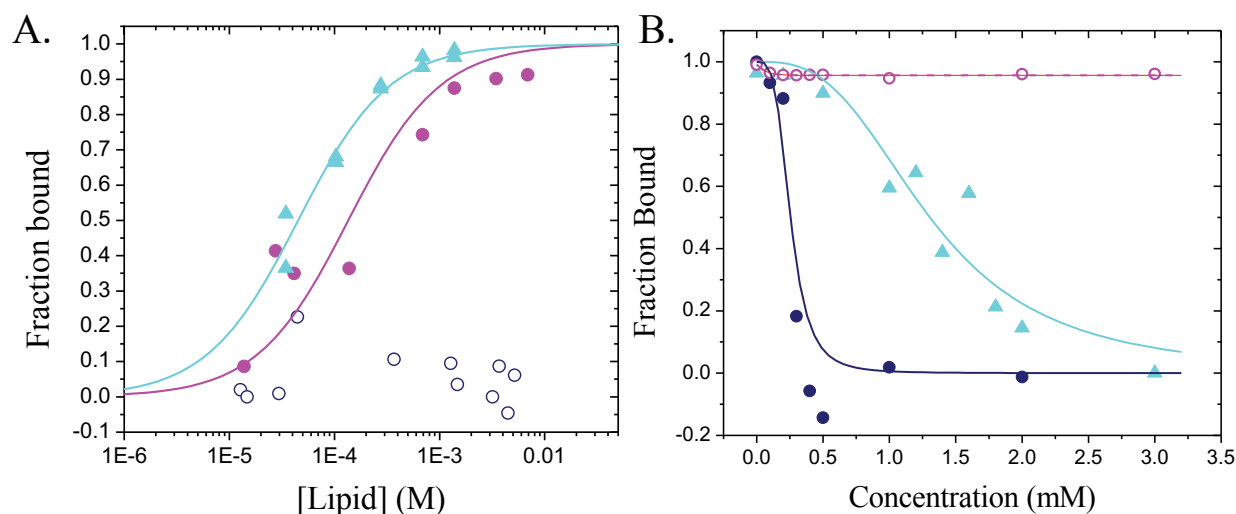 A.
1.0
0.9
0.8
0.7
0.6
0.5
0.4
0.3
0.2
0.1
0.0
-0.1
Fraction bound
1E-6 1E-5 1E-4 1E-3 0.01
[Lipid] (M)
B.
1.0
0.8
0.6
0.4
0.2
0.0
-0.2
Fraction Bound
0.0 0.5 1.0 1.5 2.0 2.5 3.0 3.5
Concentration (mM)